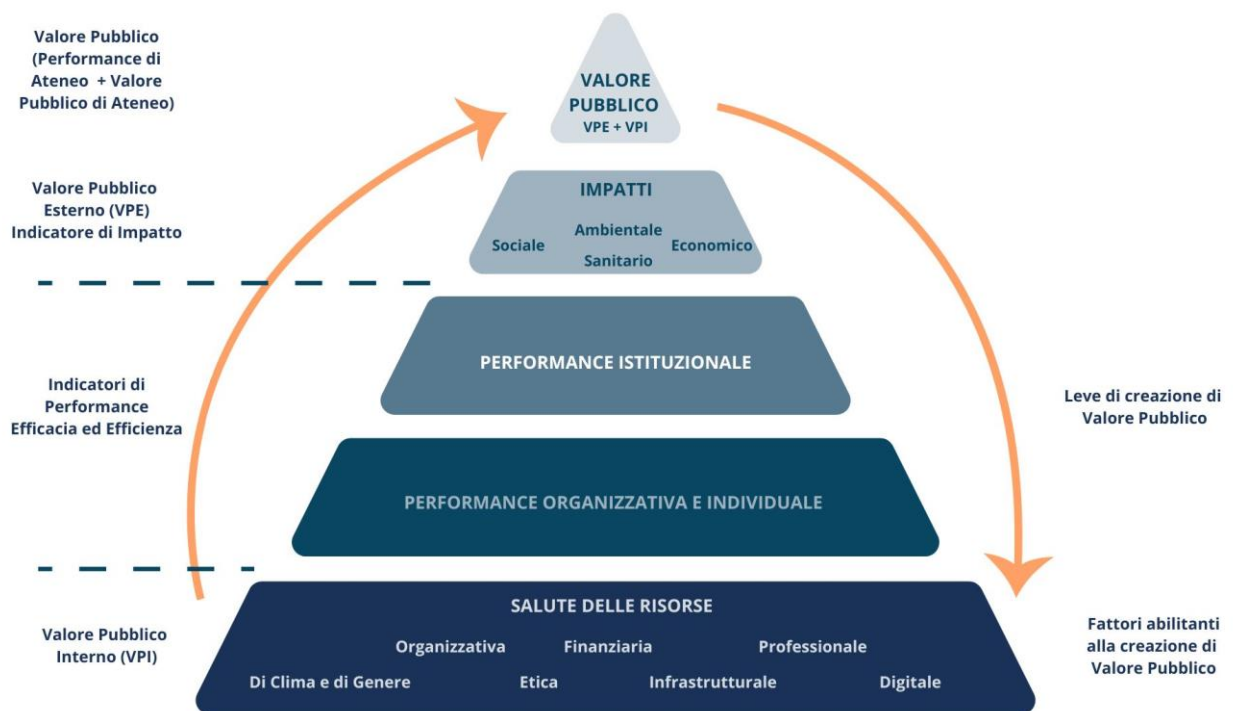 Valore Pubblico
(Performance di
Ateneo + Valore
Pubblico di Ateneo)
VALORE
PUBBLICO
VPE + VPI
Valore Pubblico
Esterno (VPE)
Indicatore di Impatto
IMPATTI
Ambientale
Sociale
Economico
Sanitario
PERFORMANCE ISTITUZIONALE
Indicatori di
Performance
Efficacia ed Efficienza
Leve di creazione di
Valore Pubblico
PERFORMANCE ORGANIZZATIVA E INDIVIDUALE
Valore Pubblico
Interno (VPI)
SALUTE DELLE RISORSE
Organizzativa Finanziaria Professionale
Di Clima e di Genere Etica Infrastrutturale Digitale
Fattori abilitanti
alla creazione di
Valore Pubblico